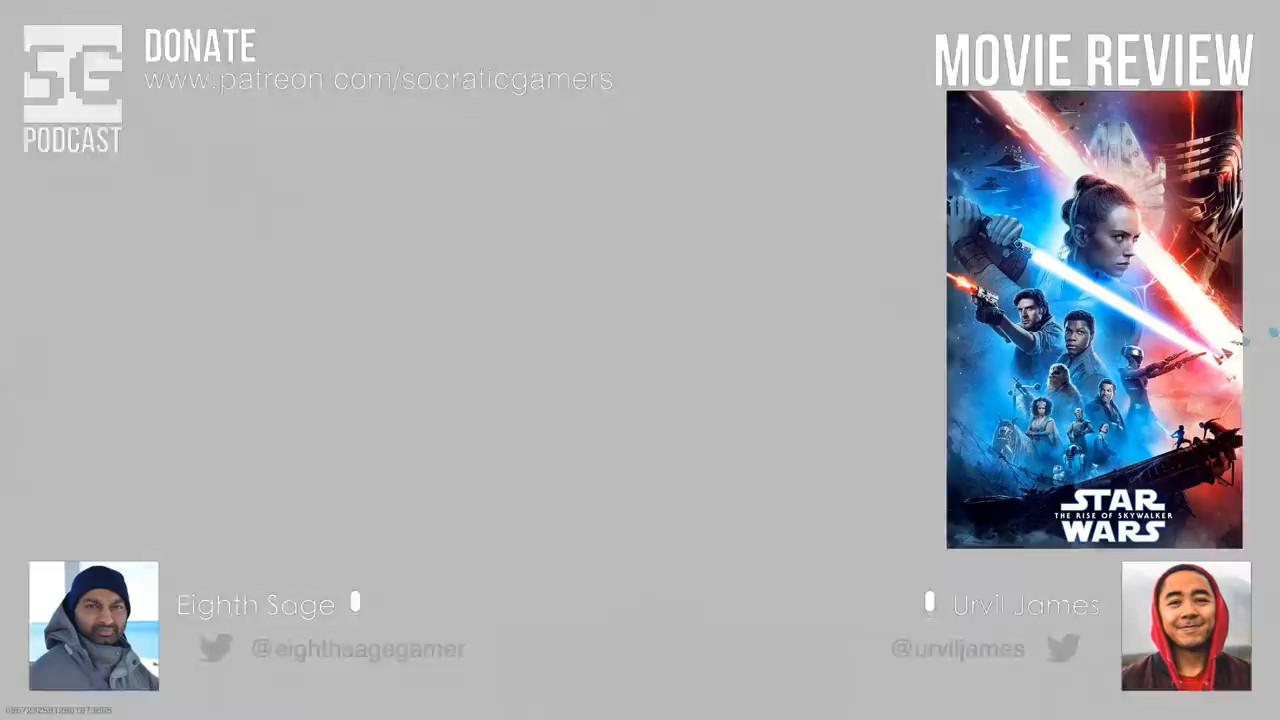 SG
PODCAST
DONATE
www.patreon.com/socraticgamers
MOVIE REVIEW
STAR
THE RISE OF SKYWALKER
WARS
Eighth Sage
@eighthsagegamer
Urvil James
@urviljames